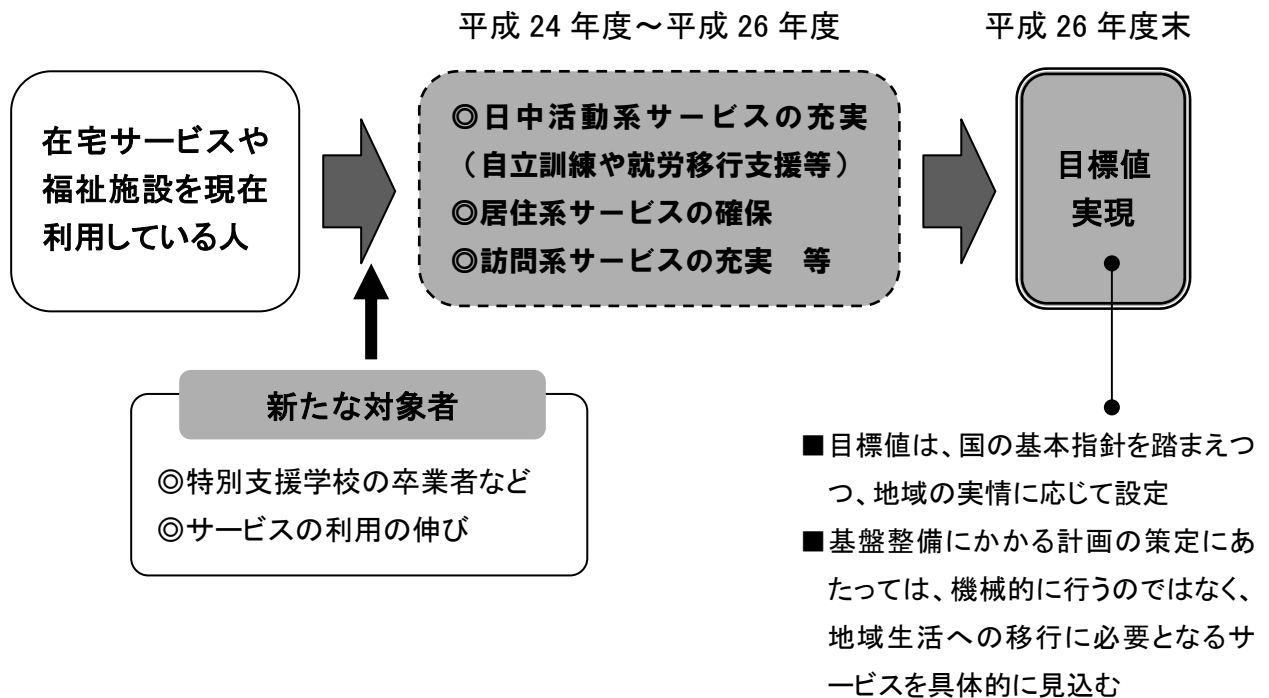 平成 24 年度～平成 26 年度
平成 26 年度末
在宅サービスや
福祉施設を現在
利用している人
◎日中活動系サービスの充実
（自立訓練や就労移行支援等）
◎居住系サービスの確保
◎訪問系サービスの充実　等
目標値
実現
新たな対象者
◎特別支援学校の卒業者など
◎サービスの利用の伸び
■目標値は、国の基本指針を踏まえつ
つ、地域の実情に応じて設定
■基盤整備にかかる計画の策定にあ
たっては、機械的に行うのではなく、
地域生活への移行に必要となるサ
ービスを具体的に見込む